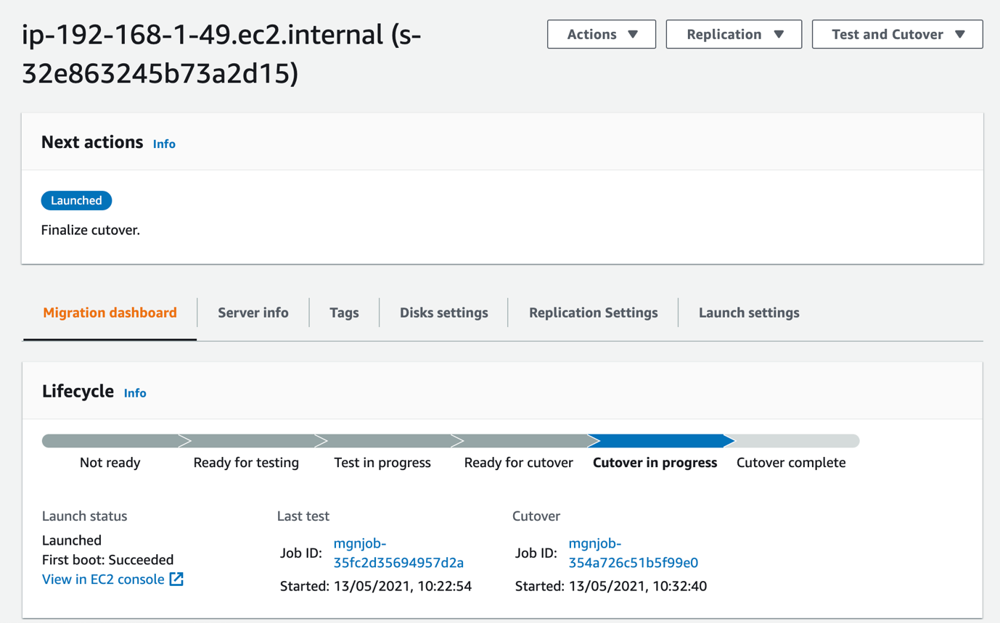 ip-192-168-1-49.ec2.internal (s-
32e863245b73a2d15)
Actions
Replication
Test and Cutover
Next actions Info
Launched
Finalize cutover.
Migration dashboard
Server info
Tags
Disks settings
Replication Settings
Launch settings
Lifecycle Info
Not ready
Ready for testing
Test in progress
Ready for cutover
Cutover in progress
Cutover complete
Launch status
Launched
First boot: Succeeded
View in EC2 console
Last test
Job ID: mgnjob-
35fc2d35694957d2a
Started: 13/05/2021, 10:22:54
Cutover
Job ID: mgnjob-
354a726c51b5f99e0
Started: 13/05/2021, 10:32:40